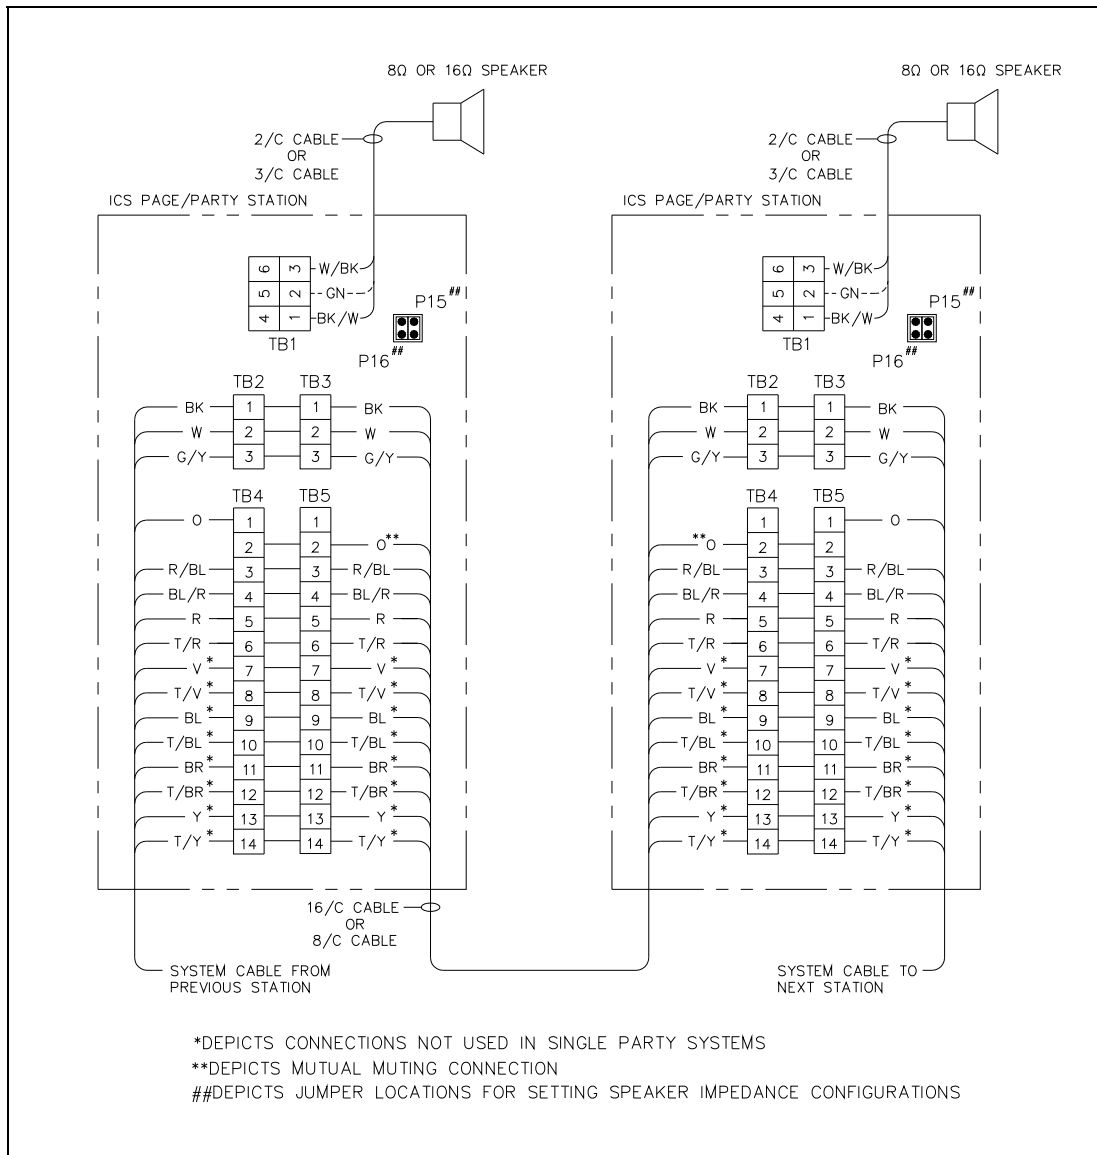 8Ω OR 16Ω SPEAKER
8Ω OR 16Ω SPEAKER
2/C CABLE
OR
3/C CABLE
2/C CABLE
OR
3/C CABLE
ICS PAGE/PARTY STATION
ICS PAGE/PARTY STATION
6 3 W/BK
5 2 GN
4 1 BK/W
TB1
P15##
P16##
6 3 W/BK
5 2 GN
4 1 BK/W
TB1
P15##
P16##
TB2 TB3
BK 1 1 BK
W 2 2 W
G/Y 3 3 G/Y
TB4 TB5
O 1 1
2 2 O**
R/BL 3 3 R/BL
BL/R 4 4 BL/R
R 5 5 R
T/R 6 6 T/R
V* 7 7 V*
T/V* 8 8 T/V*
BL* 9 9 BL*
T/BL* 10 10 T/BL*
BR* 11 11 BR*
T/BR* 12 12 T/BR*
Y* 13 13 Y*
T/Y* 14 14 T/Y*
TB2 TB3
BK 1 1 BK
W 2 2 W
G/Y 3 3 G/Y
TB4 TB5
1 1 O
**O 2 2
R/BL 3 3 R/BL
BL/R 4 4 BL/R
R 5 5 R
T/R 6 6 T/R
V* 7 7 V*
T/V* 8 8 T/V*
BL* 9 9 BL*
T/BL* 10 10 T/BL*
BR* 11 11 BR*
T/BR* 12 12 T/BR*
Y* 13 13 Y*
T/Y* 14 14 T/Y*
16/C CABLE
OR
8/C CABLE
SYSTEM CABLE FROM
PREVIOUS STATION
SYSTEM CABLE TO
NEXT STATION
*DEPICTS CONNECTIONS NOT USED IN SINGLE PARTY SYSTEMS
**DEPICTS MUTUAL MUTING CONNECTION
##DEPICTS JUMPER LOCATIONS FOR SETTING SPEAKER IMPEDANCE CONFIGURATIONS